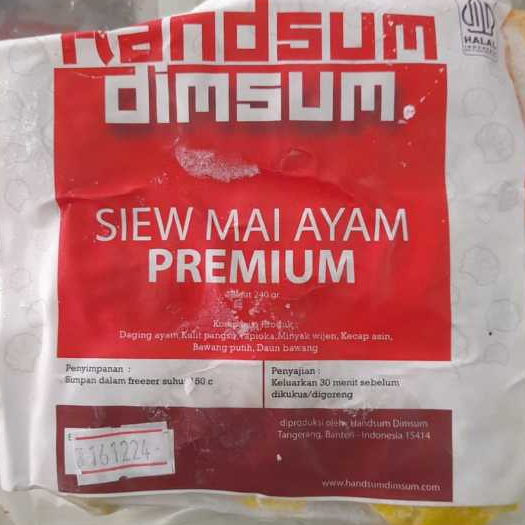 Handsum
dimsum
HALAL
INDONESIA
SIEW MAI AYAM
PREMIUM
240 gr
Daging ayam, Kulit pangsit, Tapioka, Minyak wijen, Kecap asin,
Bawang putih, Daun bawang
Penyimpanan :
Simpan dalam freezer suhu
Penyajian :
Keluarkan 30 menit sebelum
dikukus/digoreng
diproduksi oleh: Handsum Dimsum
Tangerang, Banten - Indonesia 15414
161224
www.handsumdimsum.com